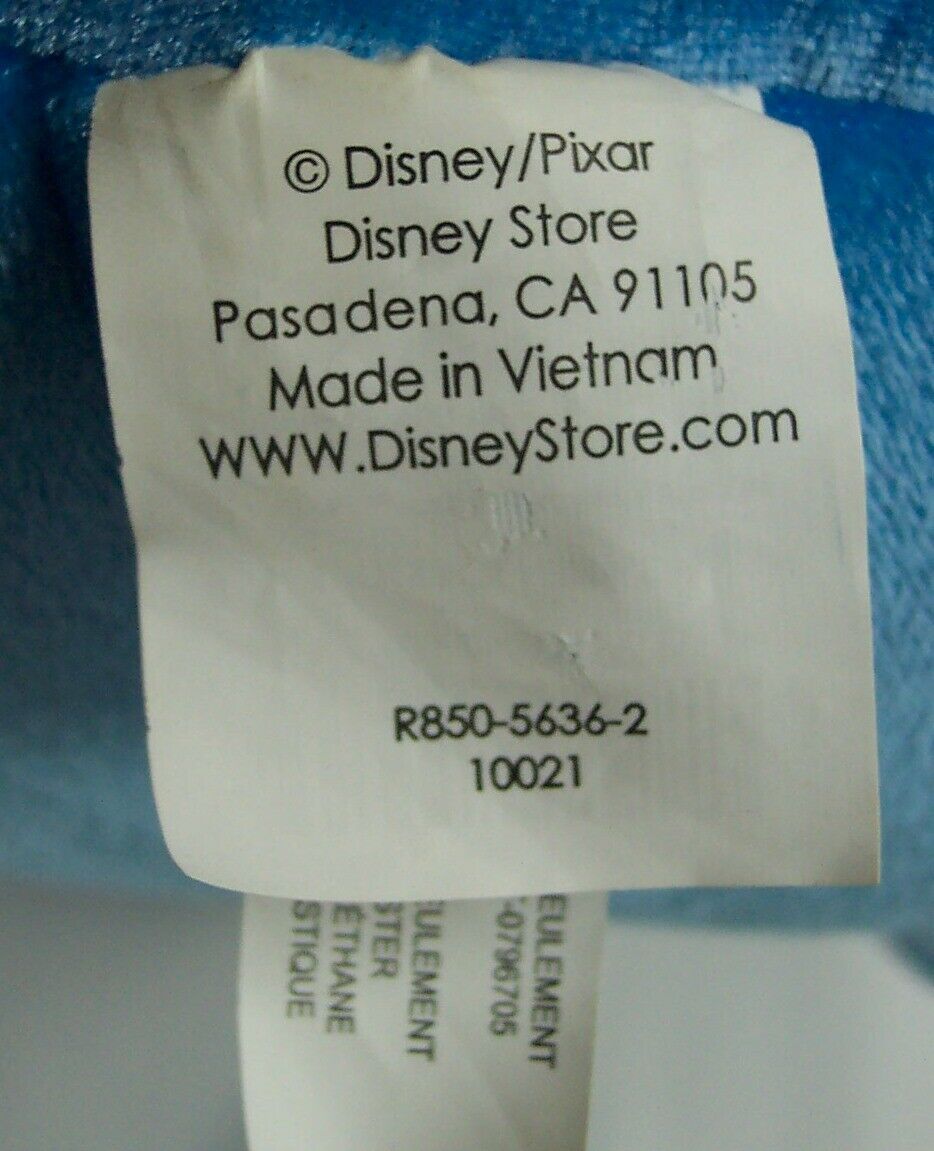 © Disney/Pixar
Disney Store
Pasadena, CA 91105
Made in Vietnam
WWW.DisneyStore.com
R850-5636-2
10021
EULEMENT
-0796705
EULEMENT
STER
ÉTHANE
STIQUE